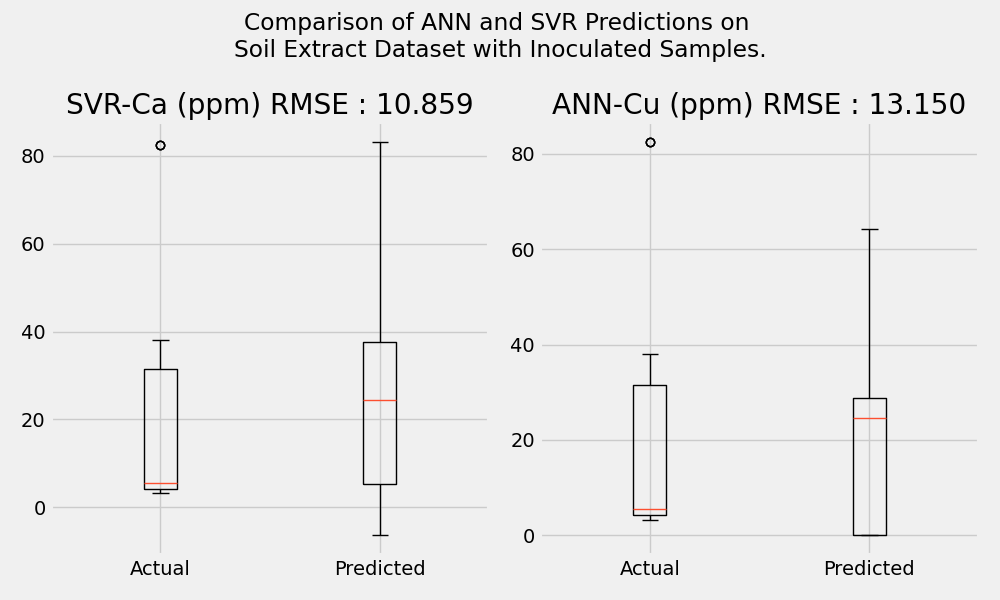 Comparison of ANN and SVR Predictions on
Soil Extract Dataset with Inoculated Samples.
SVR-Ca (ppm) RMSE : 10.859
80
60
40
20
0
Actual Predicted
ANN-Cu (ppm) RMSE : 13.150
80
60
40
20
0
Actual Predicted